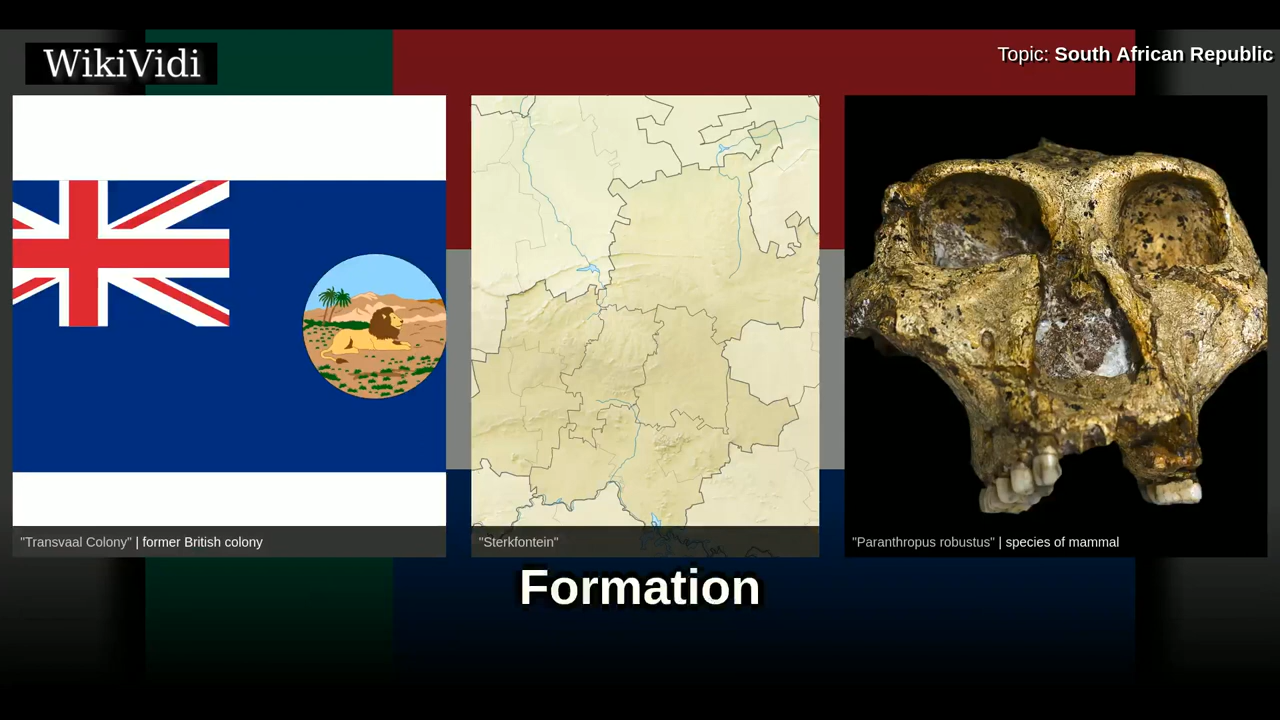 WikiVidi
Topic: South African Republic
"Transvaal Colony" | former British colony
"Sterkfontein"
"Paranthropus robustus" | species of mammal
Formation